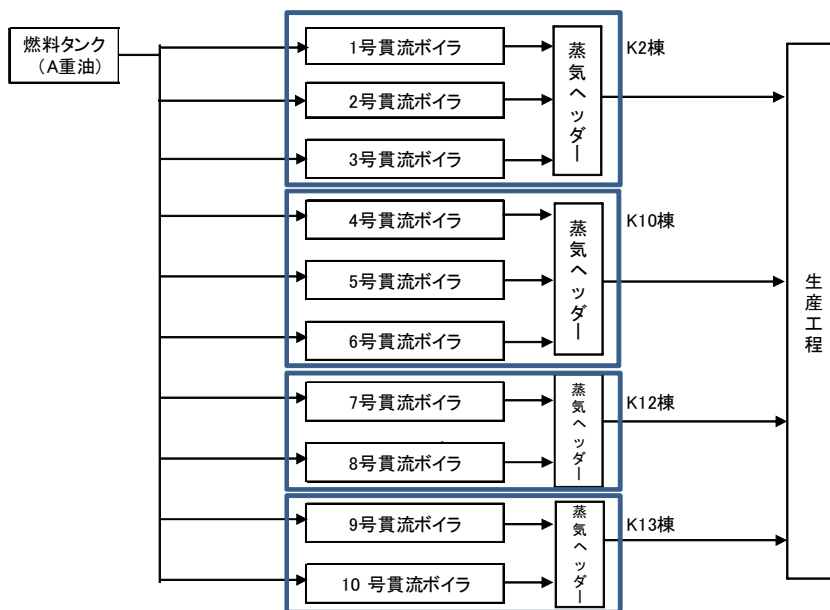 燃料タンク
（A重油）
1号貫流ボイラ
2号貫流ボイラ
3号貫流ボイラ
蒸気ヘッダー
K2棟
4号貫流ボイラ
5号貫流ボイラ
6号貫流ボイラ
蒸気ヘッダー
K10棟
7号貫流ボイラ
8号貫流ボイラ
蒸気ヘッダー
K12棟
9号貫流ボイラ
10 号貫流ボイラ
蒸気ヘッダー
K13棟
生産工程